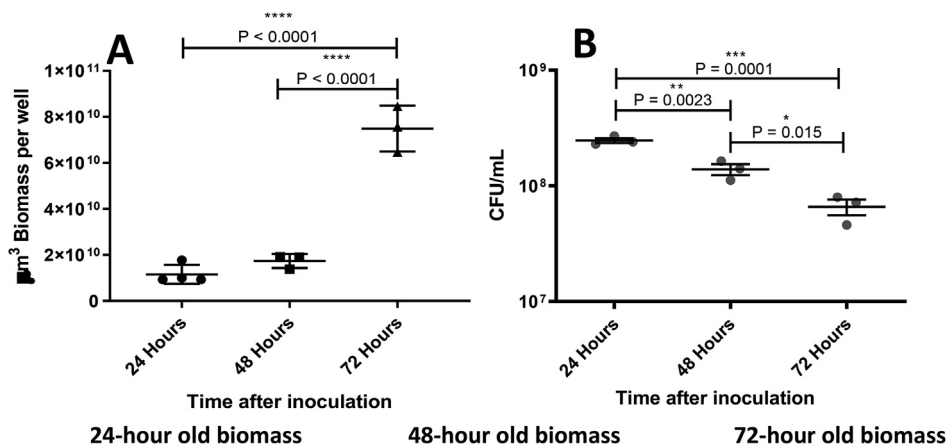 A
****
P < 0.0001
****
P < 0.0001
1×10¹¹
8×10¹⁰
6×10¹⁰
4×10¹⁰
2×10¹⁰
0
m³ Biomass per well
24 Hours
48 Hours
72 Hours
Time after inoculation
B
***
P = 0.0001
**
P = 0.0023
*
P = 0.015
10⁹
10⁸
10⁷
CFU/mL
24 Hours
48 Hours
72 Hours
Time after inoculation
24-hour old biomass 48-hour old biomass 72-hour old biomass